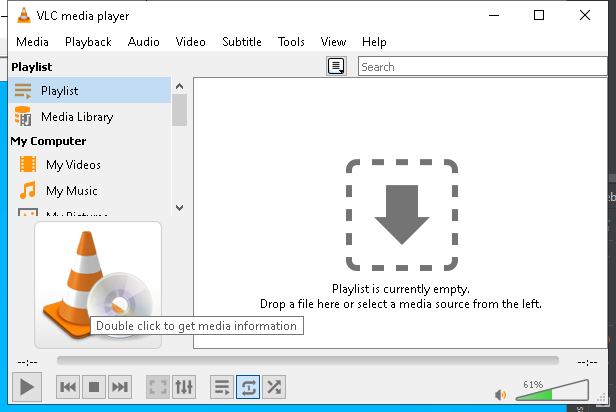 VLC media player
Media Playback Audio Video Subtitle Tools View Help
Playlist
Search
Playlist
Media Library
My Computer
My Videos
My Music
My Pictures
Playlist is currently empty.
Drop a file here or select a media source from the left.
Double click to get media information
--:-- --:--
61%